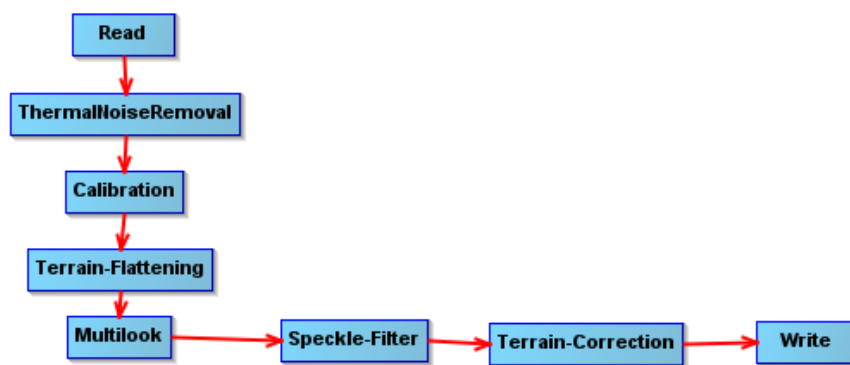 Read
ThermalNoiseRemoval
Calibration
Terrain-Flattening
Multilook
Speckle-Filter
Terrain-Correction
Write